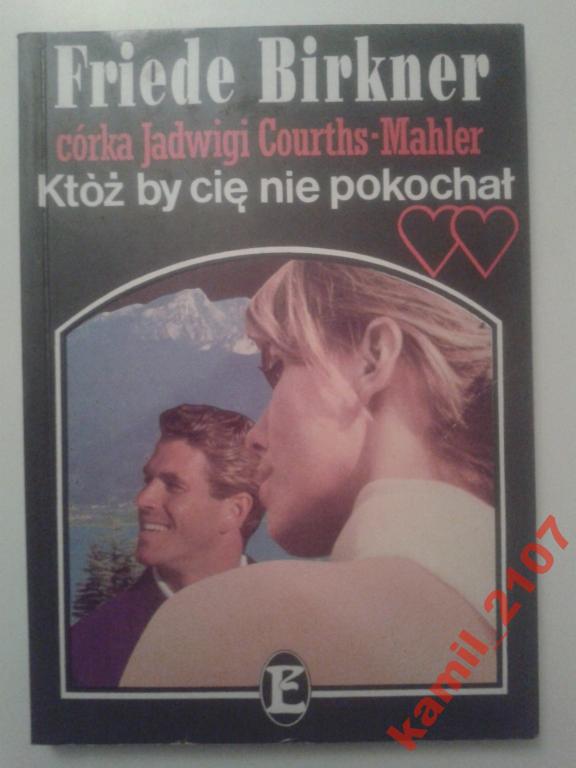 Friede Birkner
córka Jadwigi Courths-Mahler
Któż by cię nie pokochał
E
kamil_2107